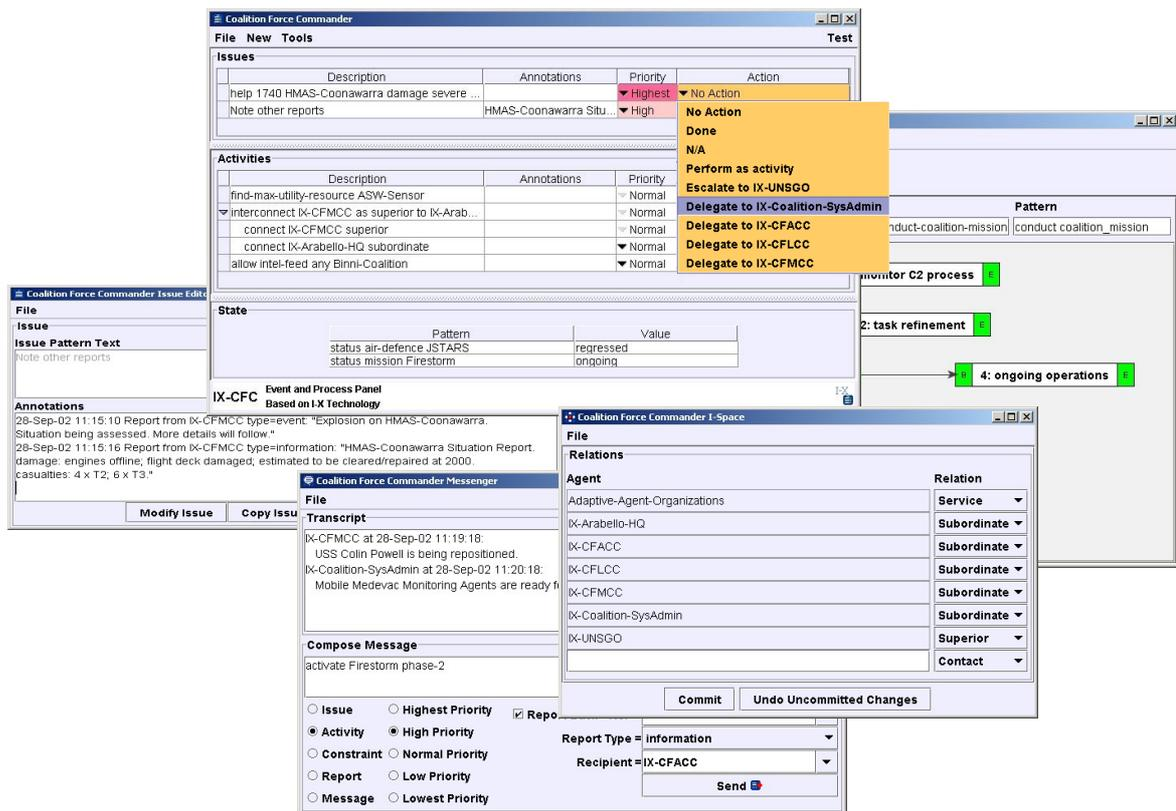 Coalition Force Commander
File New Tools Test
Issues
Description Annotations Priority Action
help 1740 HMAS-Coonawarra damage severe ... Highest No Action
Note other reports HMAS-Coonawarra Situ... High
No Action
Done
N/A
Perform as activity
Escalate to IX-UNSGO
Delegate to IX-Coalition-SysAdmin
Delegate to IX-CFACC
Delegate to IX-CFLCC
Delegate to IX-CFMCC
Activities
Description Annotations Priority
find-max-utility-resource ASW-Sensor Normal
interconnect IX-CFMCC as superior to IX-Arab... Normal
connect IX-CFMCC superior Normal
connect IX-Arabello-HQ subordinate Normal
allow intel-feed any Binni-Coalition Normal
State
Pattern Value
status air-defence JSTARS regressed
status mission Firestorm ongoing
IX-CFC Event and Process Panel
Based on I-X Technology
I-X
Pattern
nduct-coalition-mission conduct coalition_mission
C2 process E
2: task refinement E
B 4: ongoing operations E
Coalition Force Commander Issue Edito
File
Issue
Issue Pattern Text
Note other reports
Annotations
28-Sep-02 11:15:10 Report from IX-CFMCC type=event: "Explosion on HMAS-Coonawarra.
Situation being assessed. More details will follow."
28-Sep-02 11:15:16 Report from IX-CFMCC type=information: "HMAS-Coonawarra Situation Report.
damage: engines offline; flight deck damaged; estimated to be cleared/repaired at 2000.
casualties: 4 x T2; 6 x T3."
Modify Issue Copy Issu
Coalition Force Commander Messenger
File
Transcript
IX-CFMCC at 28-Sep-02 11:19:18:
USS Colin Powell is being repositioned.
IX-Coalition-SysAdmin at 28-Sep-02 11:20:18:
Mobile Medevac Monitoring Agents are ready f
Compose Message
activate Firestorm phase-2
Issue Highest Priority Repo
Activity High Priority Report Type = information
Constraint Normal Priority Recipient = IX-CFACC
Report Low Priority Send
Message Lowest Priority
Coalition Force Commander I-Space
File
Relations
Agent Relation
Adaptive-Agent-Organizations Service
IX-Arabello-HQ Subordinate
IX-CFACC Subordinate
IX-CFLCC Subordinate
IX-CFMCC Subordinate
IX-Coalition-SysAdmin Subordinate
IX-UNSGO Superior
Contact
Commit Undo Uncommitted Changes